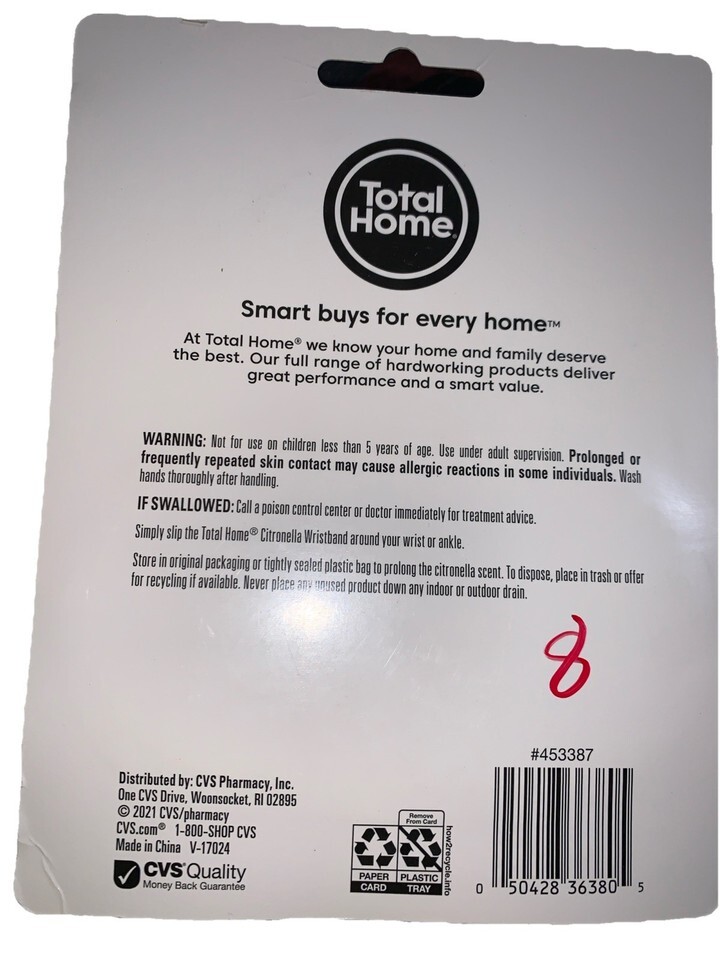 Total
Home®
Smart buys for every home™
At Total Home® we know your home and family deserve
the best. Our full range of hardworking products deliver
great performance and a smart value.
WARNING: Not for use on children less than 5 years of age. Use under adult supervision. Prolonged or
frequently repeated skin contact may cause allergic reactions in some individuals. Wash
hands thoroughly after handling.
IF SWALLOWED: Call a poison control center or doctor immediately for treatment advice.
Simply slip the Total Home® Citronella Wristband around your wrist or ankle.
Store in original packaging or tightly sealed plastic bag to prolong the citronella scent. To dispose, place in trash or offer
for recycling if available. Never place any unused product down any indoor or outdoor drain.
8
#453387
Distributed by: CVS Pharmacy, Inc.
One CVS Drive, Woonsocket, RI 02895
© 2021 CVS/pharmacy
CVS.com® 1-800-SHOP CVS
Made in China V-17024
CVS Quality
Money Back Guarantee
Remove
From Card
PAPER
CARD
PLASTIC
TRAY
how2recycle.info
0 50428 36380 5